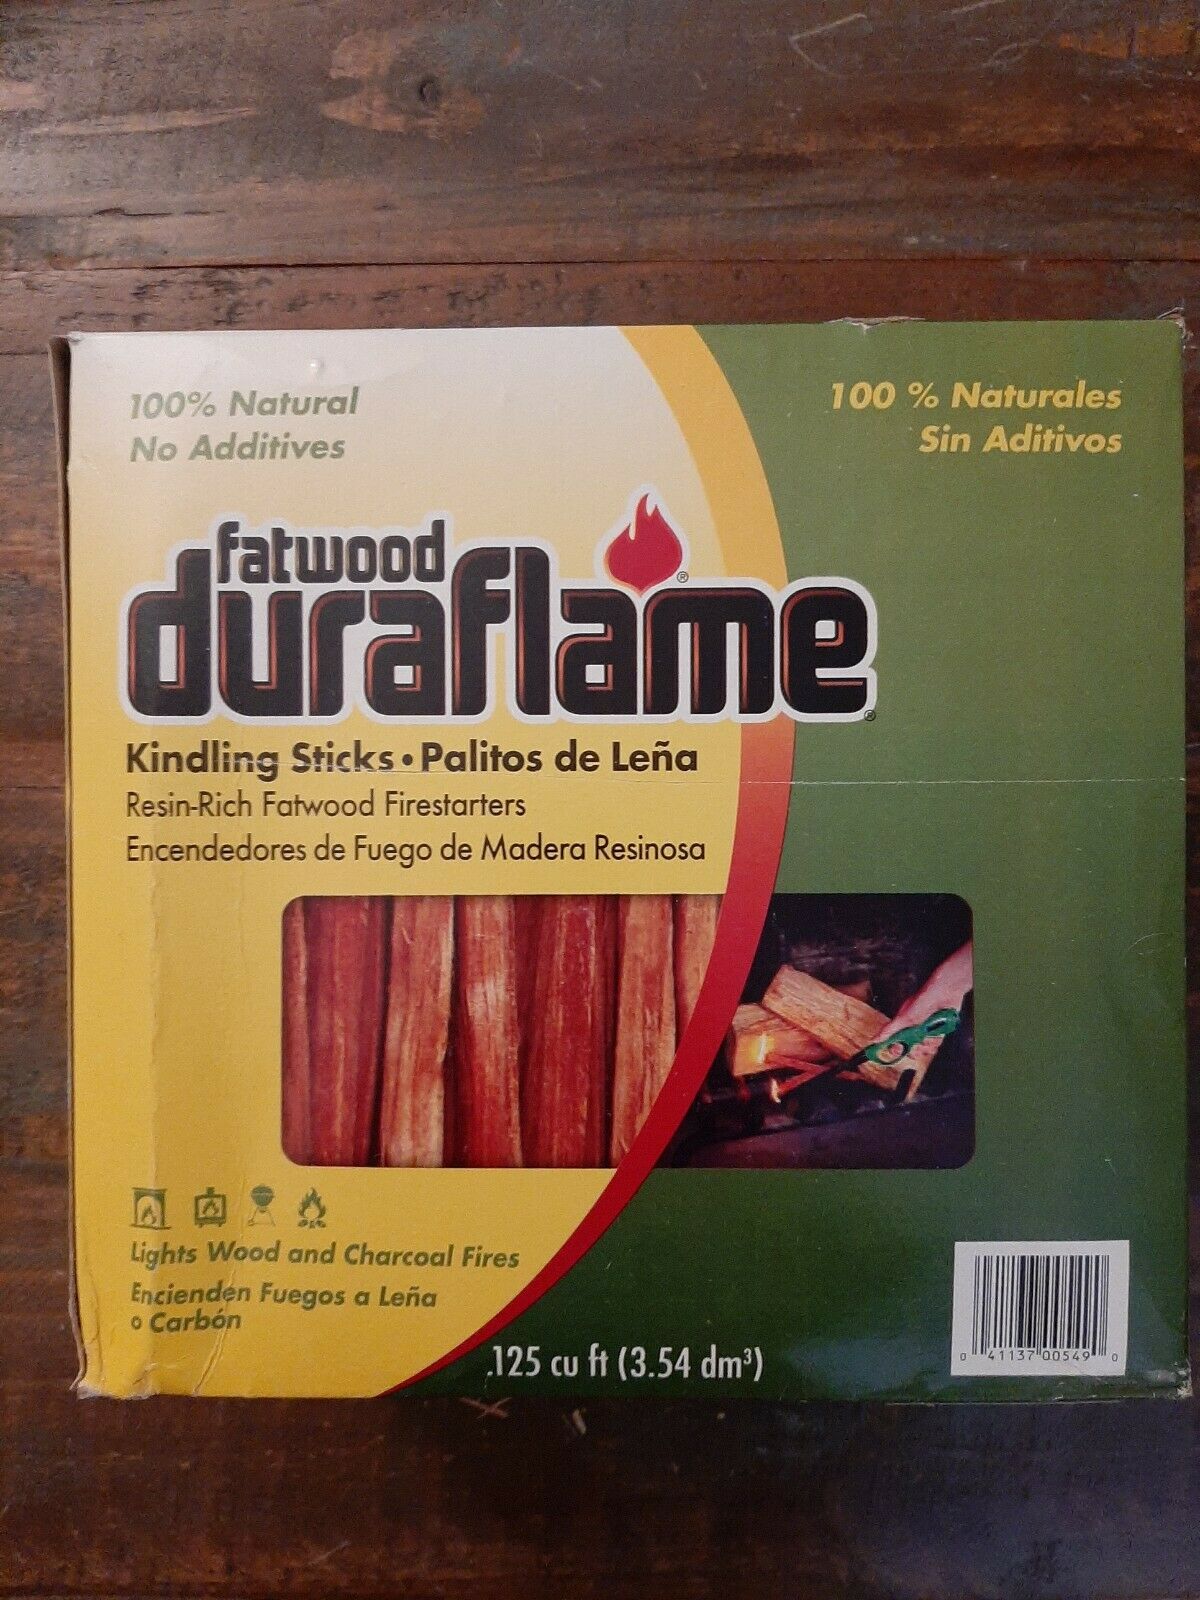 100% Natural
No Additives
100 % Naturales
Sin Aditivos
fatwood
duraflame®
®
Kindling Sticks • Palitos de Leña
Resin-Rich Fatwood Firestarters
Encendedores de Fuego de Madera Resinosa
Lights Wood and Charcoal Fires
Encienden Fuegos a Leña
o Carbón
.125 cu ft (3.54 dm³)
0 41137 00549 0